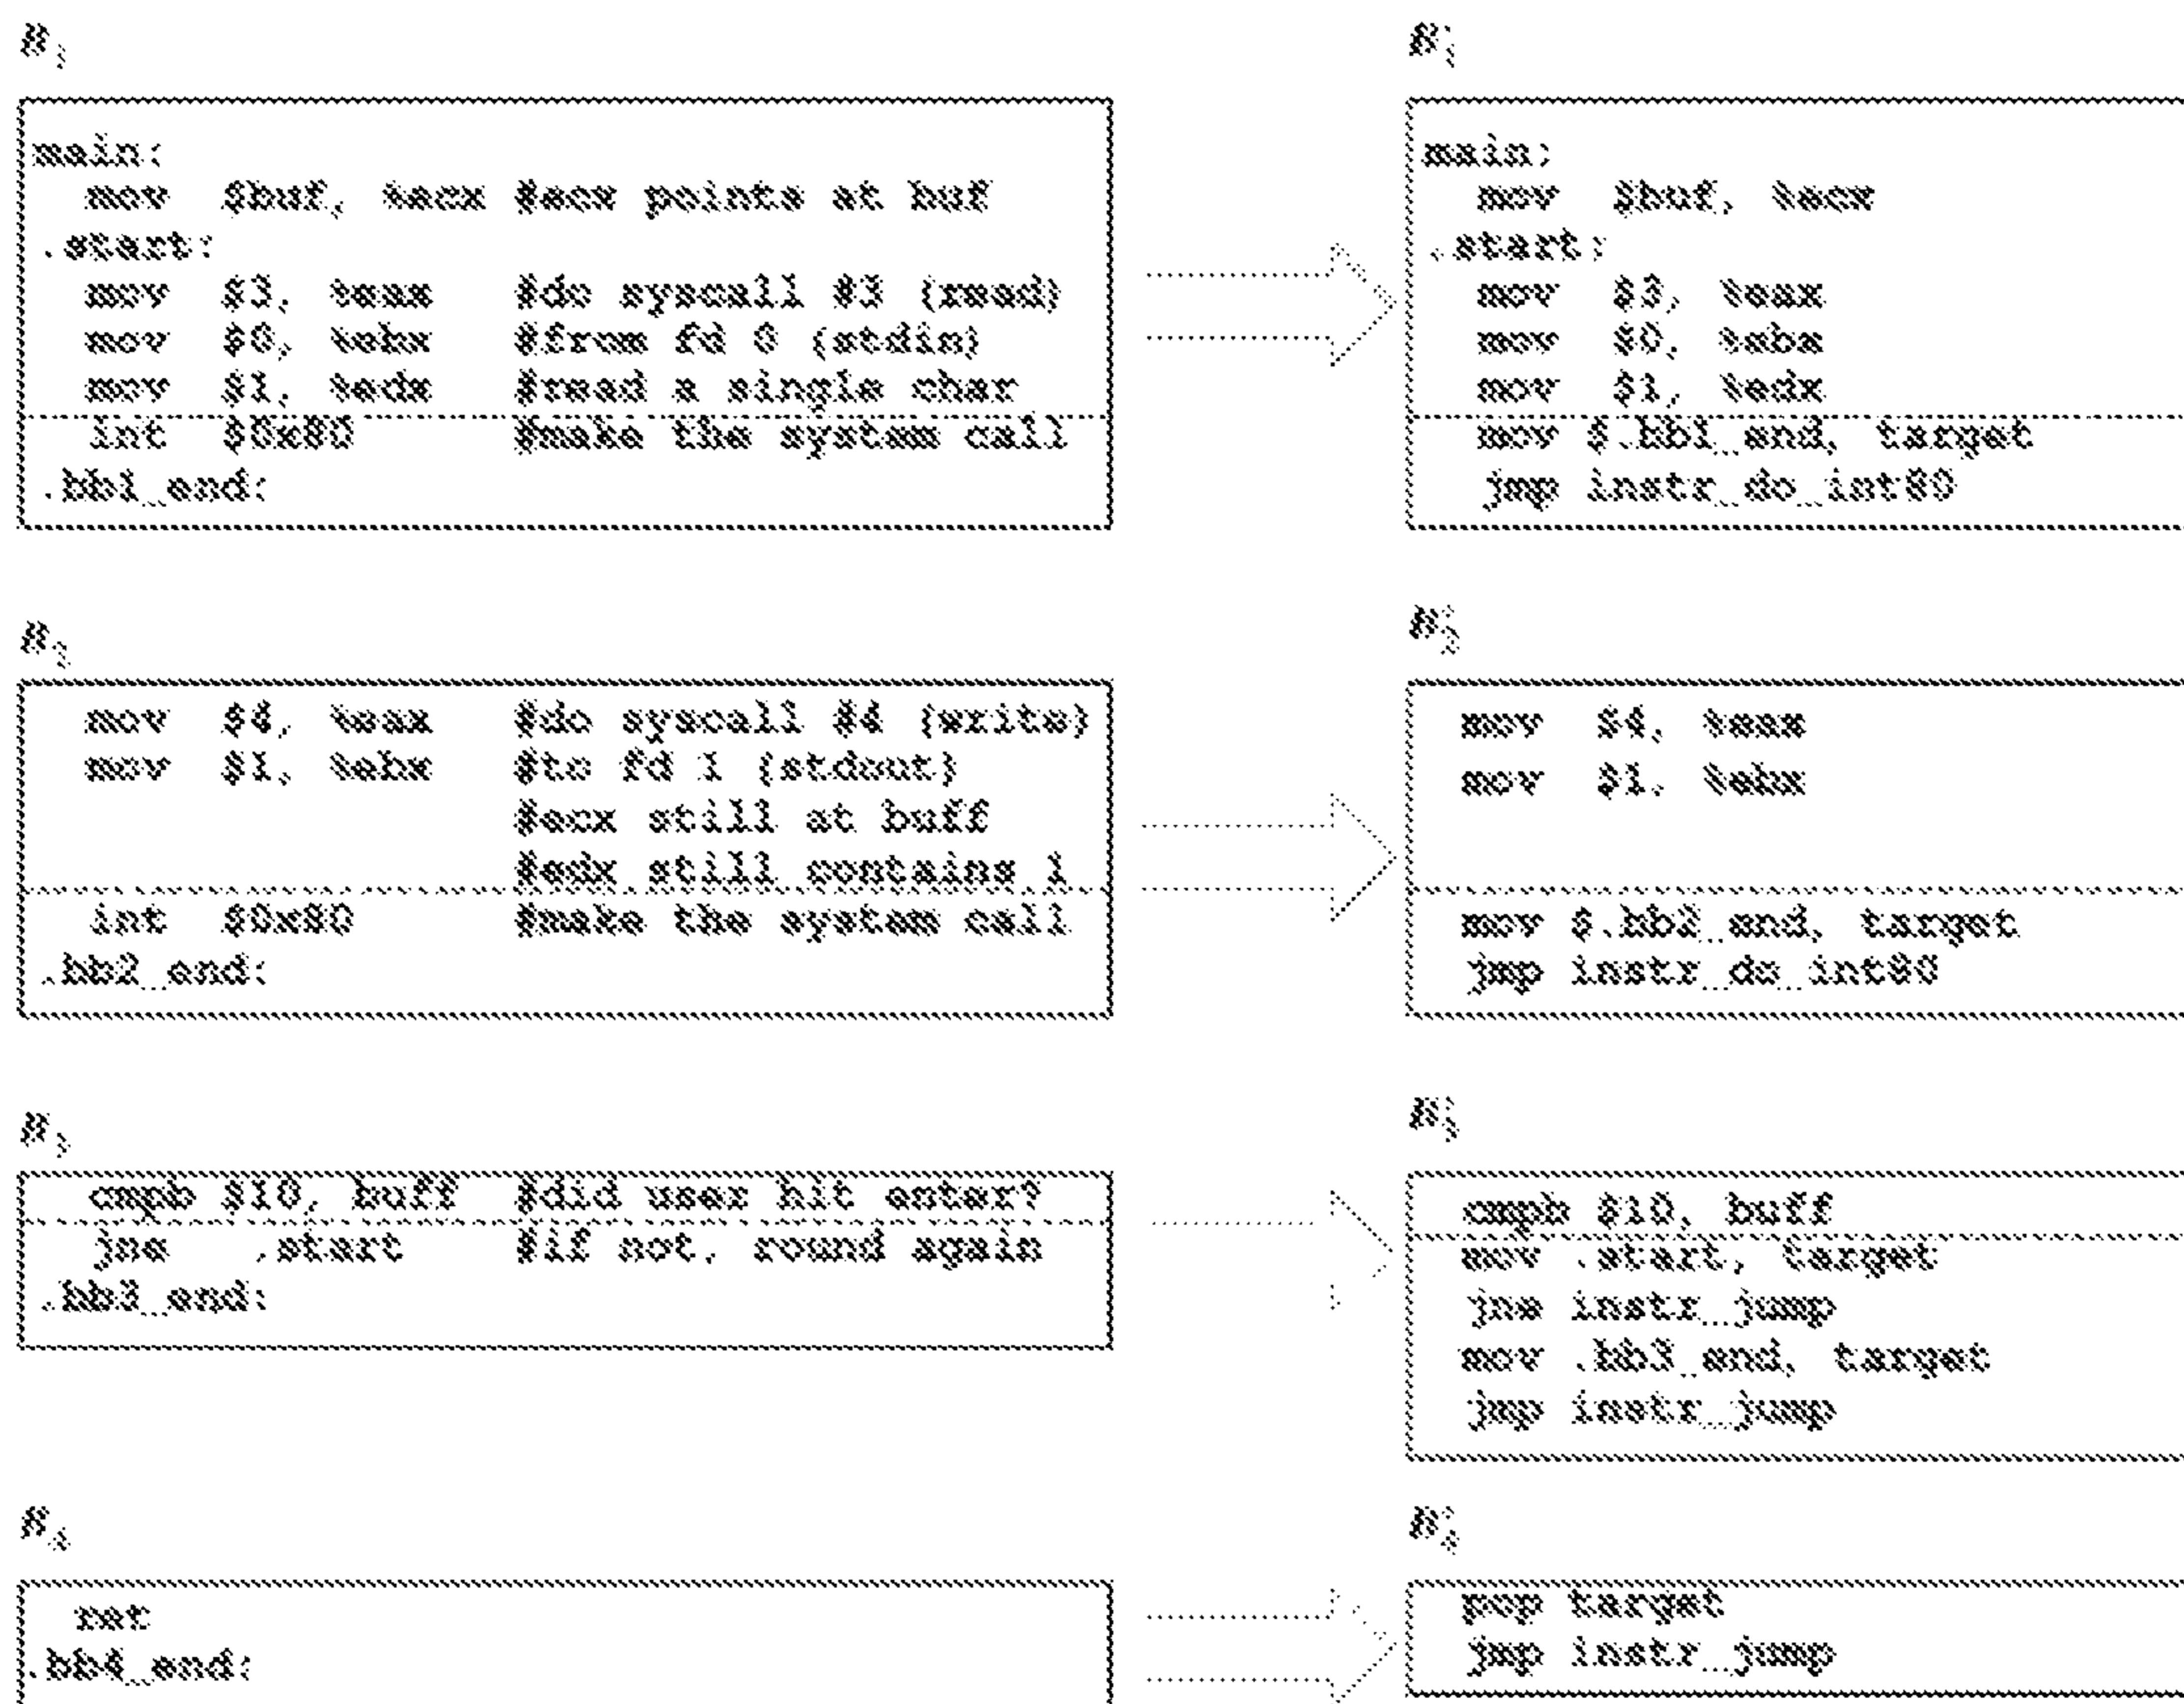 B1
main:
mov $buf, %ecx #ecx points at buf
.start:
mov $3, %eax #do syscall #3 (read)
mov $0, %ebx #from fd 0 (stdin)
mov $1, %edx #read a single char
int $0x80 #make the system call
.bb1_end:
B'1
main:
mov $buf, %ecx
.start:
mov $3, %eax
mov $0, %ebx
mov $1, %edx
mov $.bb1_end, target
jmp instr_do_int80
B2
mov $4, %eax #do syscall #4 (write)
mov $1, %ebx #to fd 1 (stdout)
#ecx still at buff
#edx still contains 1
int $0x80 #make the system call
.bb2_end:
B'2
mov $4, %eax
mov $1, %ebx
mov $.bb2_end, target
jmp instr_do_int80
B3
cmpb $10, buff #did user hit enter?
jne .start #if not, round again
.bb3_end:
B'3
cmpb $10, buff
mov .start, target
jne instr_jump
mov .bb3_end, target
jmp instr_jump
B4
ret
.bb4_end:
B'4
pop target
jmp instr_jump